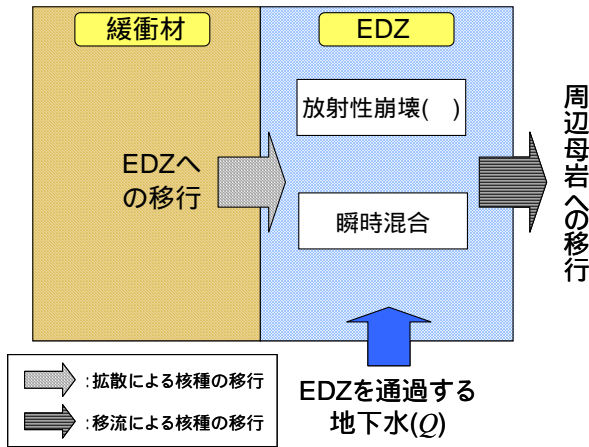 緩衝材
EDZ
放射性崩壊( )
EDZへ
の移行
瞬時混合
周辺母岩への移行
:拡散による核種の移行
:移流による核種の移行
EDZを通過する
地下水(Q)